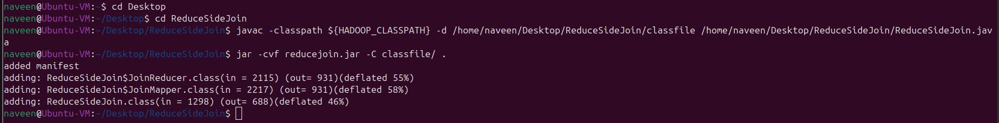 naveen@Ubuntu-VM:~$ cd Desktop
naveen@Ubuntu-VM:~/Desktop$ cd ReduceSideJoin
naveen@Ubuntu-VM:~/Desktop/ReduceSideJoin$ javac -classpath ${HADOOP_CLASSPATH} -d /home/naveen/Desktop/ReduceSideJoin/classfile /home/naveen/Desktop/ReduceSideJoin/ReduceSideJoin.jav
a
naveen@Ubuntu-VM:~/Desktop/ReduceSideJoin$ jar -cvf reducejoin.jar -C classfile/ .
added manifest
adding: ReduceSideJoin$JoinReducer.class(in = 2115) (out= 931)(deflated 55%)
adding: ReduceSideJoin$JoinMapper.class(in = 2217) (out= 931)(deflated 58%)
adding: ReduceSideJoin.class(in = 1298) (out= 688)(deflated 46%)
naveen@Ubuntu-VM:~/Desktop/ReduceSideJoin$